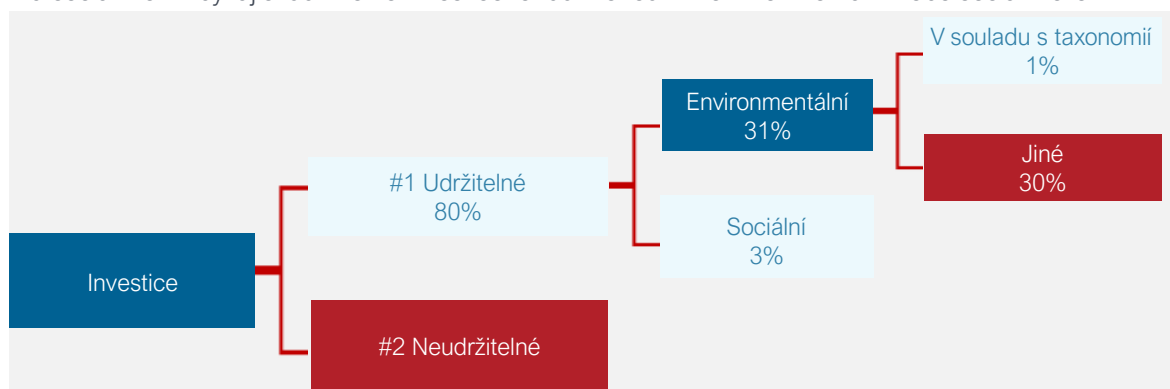 V souladu s taxonomií
1%
Environmentální
31%
Jiné
30%
#1 Udržitelné
80%
Sociální
3%
Investice
#2 Neudržitelné